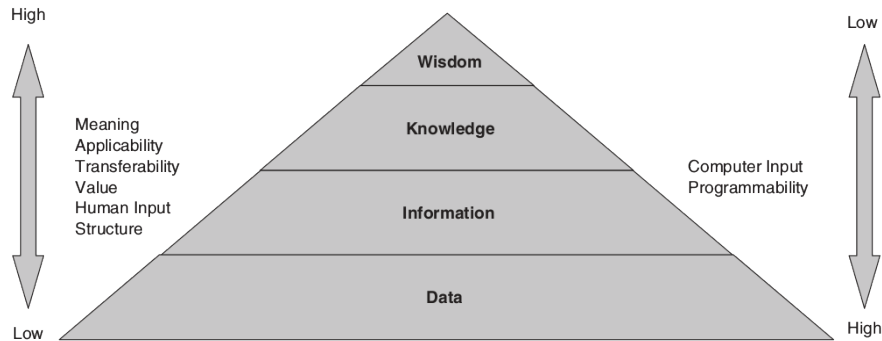 High
Low
Wisdom
Meaning
Applicability
Transferability
Value
Human Input
Structure
Knowledge
Computer Input
Programmability
Information
Data
Low
High